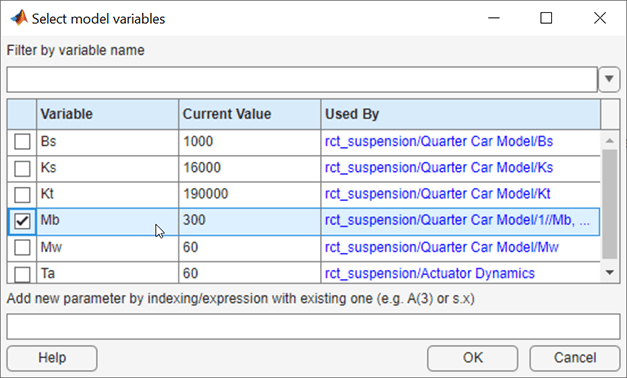 Select model variables
Filter by variable name
Variable Current Value Used By
Bs 1000 rct_suspension/Quarter Car Model/Bs
Ks 16000 rct_suspension/Quarter Car Model/Ks
Kt 190000 rct_suspension/Quarter Car Model/Kt
Mb 300 rct_suspension/Quarter Car Model/1//Mb, ...
Mw 60 rct_suspension/Quarter Car Model/Mw
Ta 60 rct_suspension/Actuator Dynamics
Add new parameter by indexing/expression with existing one (e.g. A(3) or s.x)
Help OK Cancel